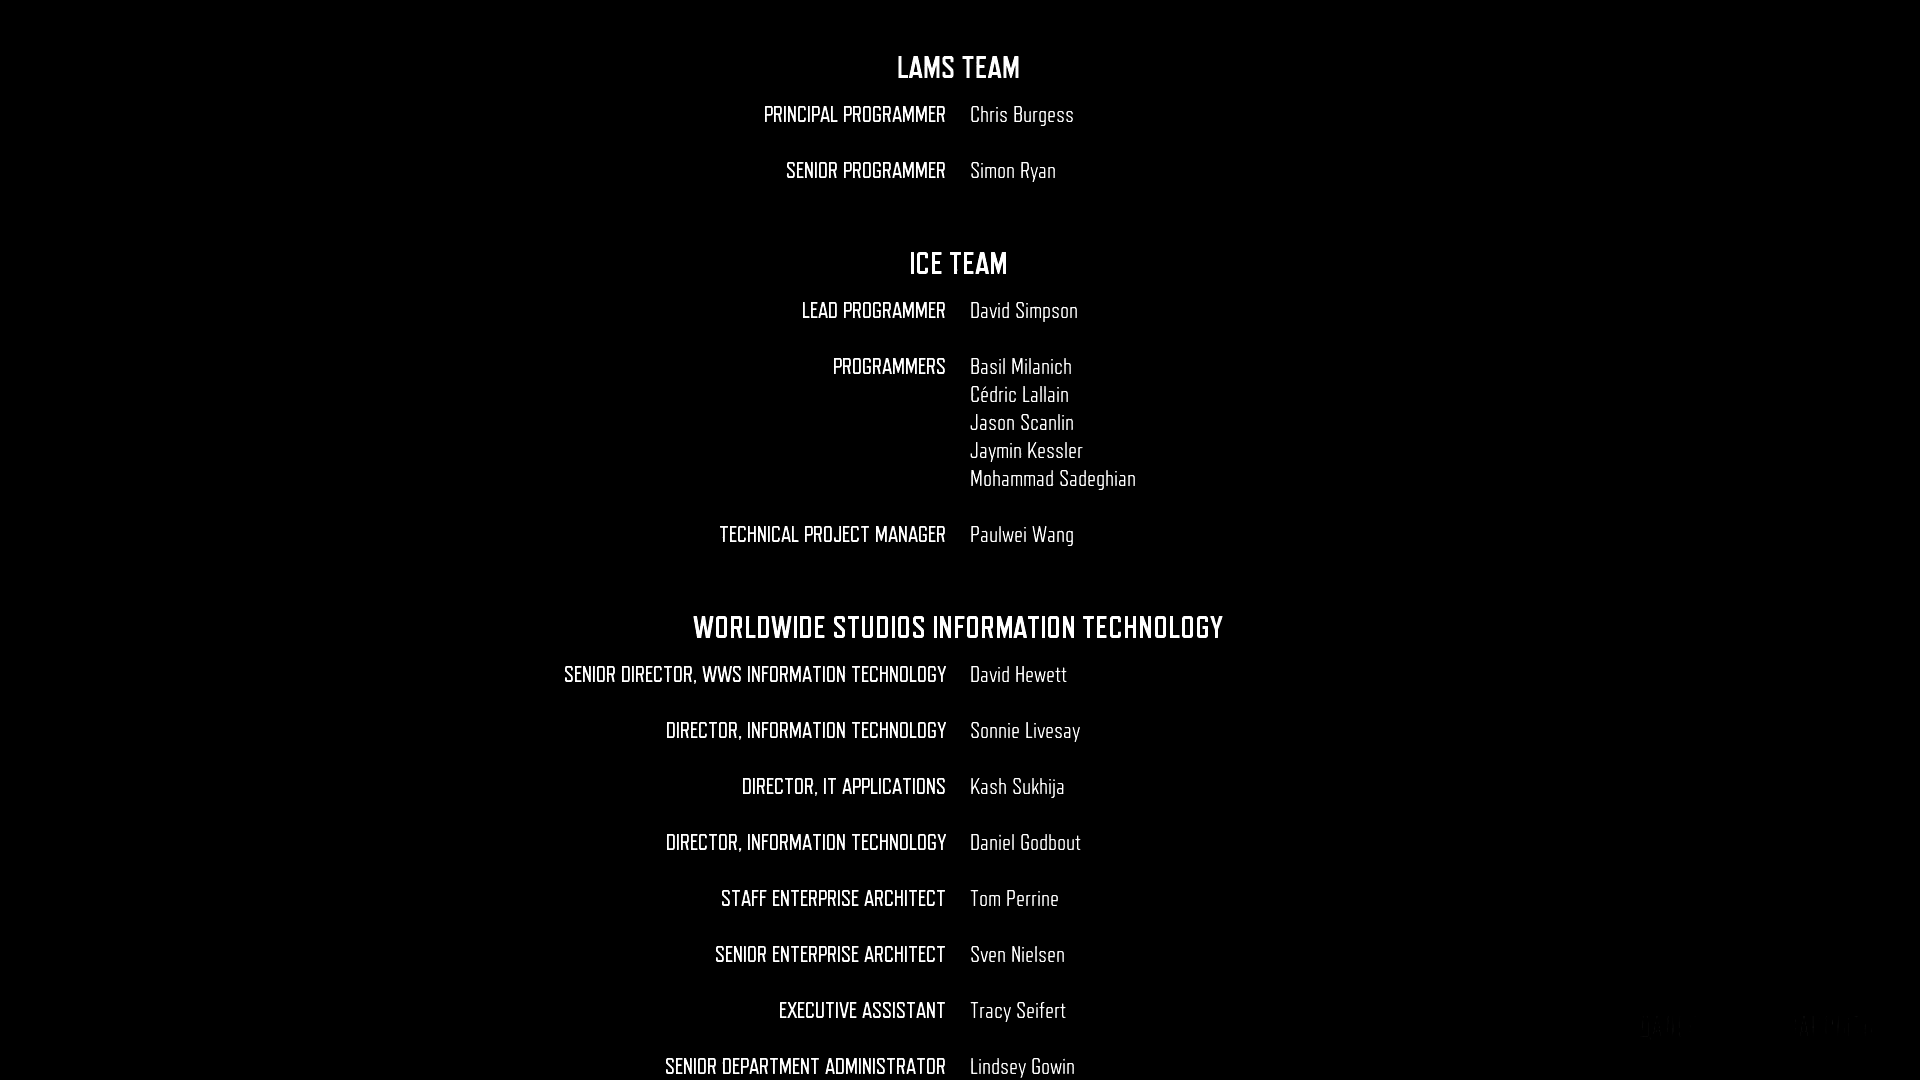 LAMS TEAM
PRINCIPAL PROGRAMMER Chris Burgess
SENIOR PROGRAMMER Simon Ryan
ICE TEAM
LEAD PROGRAMMER David Simpson
PROGRAMMERS Basil Milanich
Cédric Lallain
Jason Scanlin
Jaymin Kessler
Mohammad Sadeghian
TECHNICAL PROJECT MANAGER Paulwei Wang
WORLDWIDE STUDIOS INFORMATION TECHNOLOGY
SENIOR DIRECTOR, WWS INFORMATION TECHNOLOGY David Hewett
DIRECTOR, INFORMATION TECHNOLOGY Sonnie Livesay
DIRECTOR, IT APPLICATIONS Kash Sukhija
DIRECTOR, INFORMATION TECHNOLOGY Daniel Godbout
STAFF ENTERPRISE ARCHITECT Tom Perrine
SENIOR ENTERPRISE ARCHITECT Sven Nielsen
EXECUTIVE ASSISTANT Tracy Seifert
SENIOR DEPARTMENT ADMINISTRATOR Lindsey Gowin